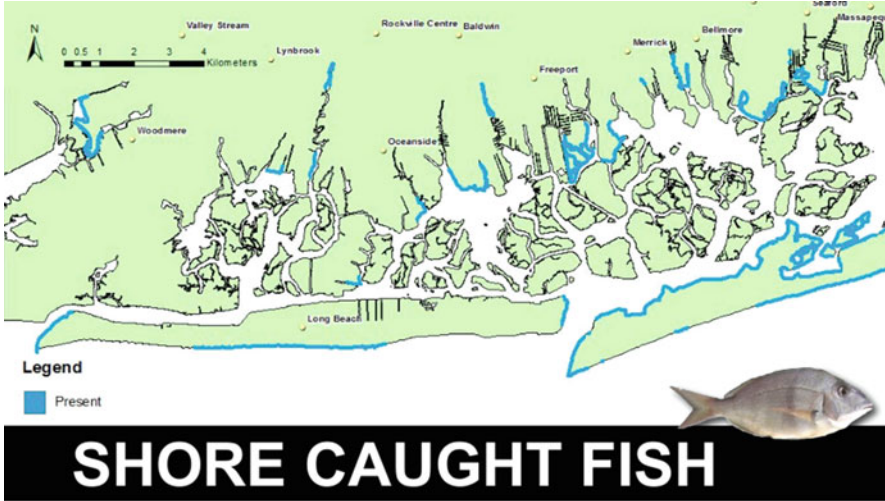 Seaford
Massapequ
Bellmore
Valley Stream
Rockville Centre
Baldwin
N
Merrick
0 0.5 1 2 3 4
Kilometers
Lynbrook
Freeport
Woodmere
Oceanside
Long Beach
Legend
Present
SHORE CAUGHT FISH